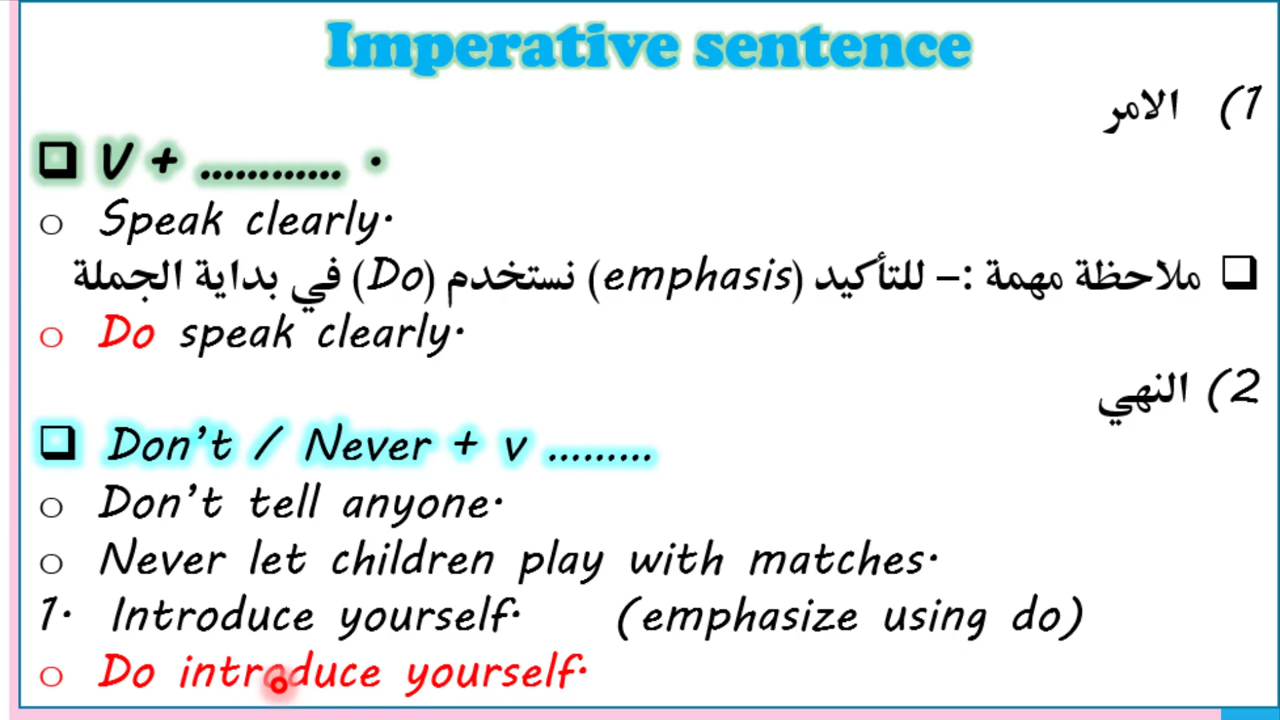 Imperative sentence
1) الامر
V + ............ .
Speak clearly.
ملاحظة مهمة :- للتأكيد (emphasis) نستخدم (Do) في بداية الجملة
Do speak clearly.
2) النهي
Don't / Never + v .........
Don't tell anyone.
Never let children play with matches.
1. Introduce yourself. (emphasize using do)
Do introduce yourself.